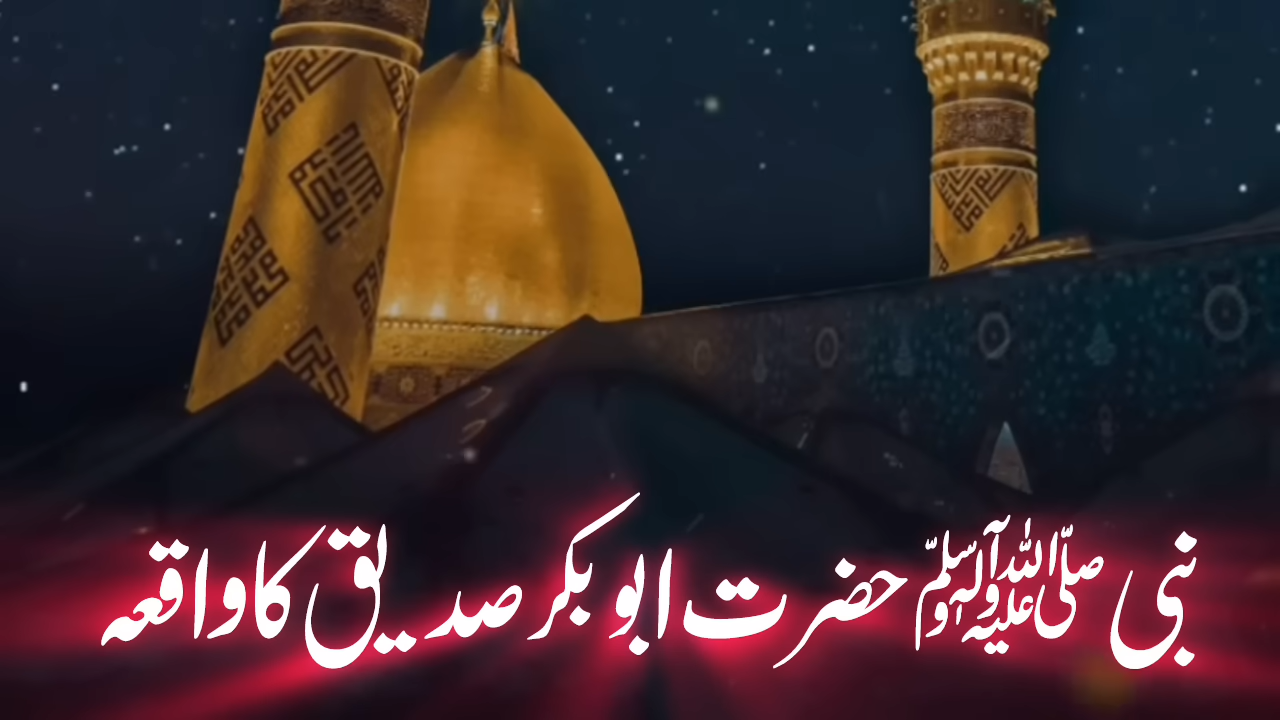 نبی صلی اللہ علیہ وآلہ وسلم حضرت ابو بکر صدیق کا واقعہ